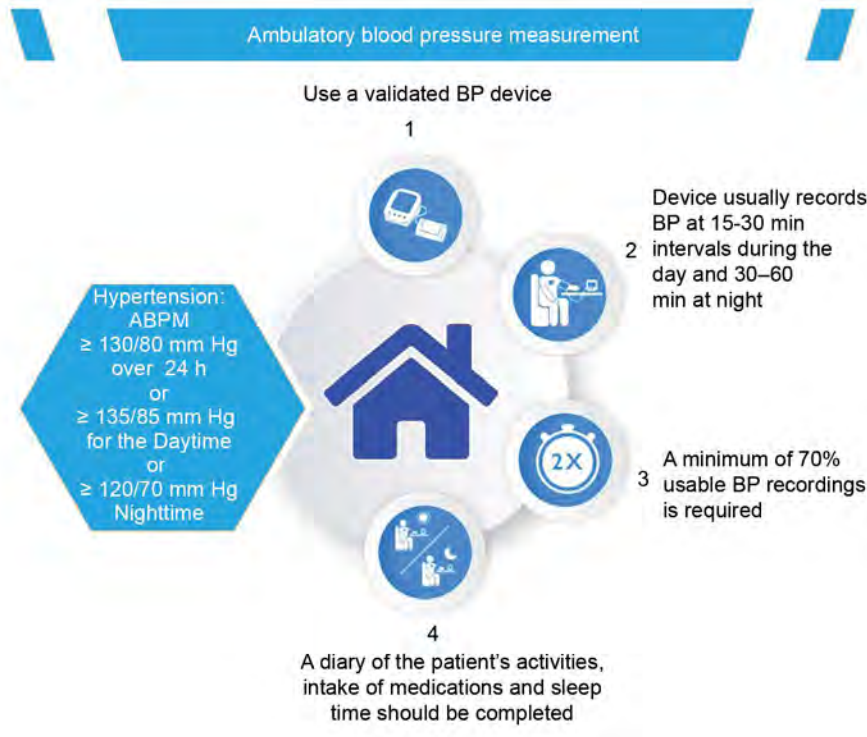 Ambulatory blood pressure measurement
Use a validated BP device
1
Device usually records
BP at 15-30 min
2 intervals during the
day and 30–60
min at night
Hypertension:
ABPM
≥ 130/80 mm Hg
over 24 h
or
≥ 135/85 mm Hg
for the Daytime
or
≥ 120/70 mm Hg
Nighttime
2X
3 A minimum of 70%
usable BP recordings
is required
4
A diary of the patient's activities,
intake of medications and sleep
time should be completed